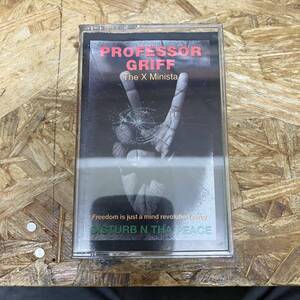 PROFESSOR
GRIFF
The X Minista
Freedom is just a mind revolution away
DISTURB N THA PEACE